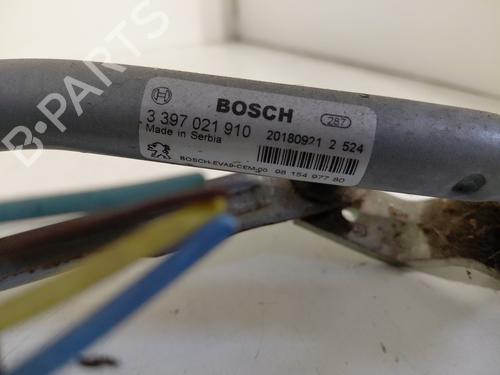 B-PARTS
BOSCH
287
3 397 021 910
Made in Serbia
20180921 2 524
BOSCH-EVA9-CEM-00
98 154 977 80